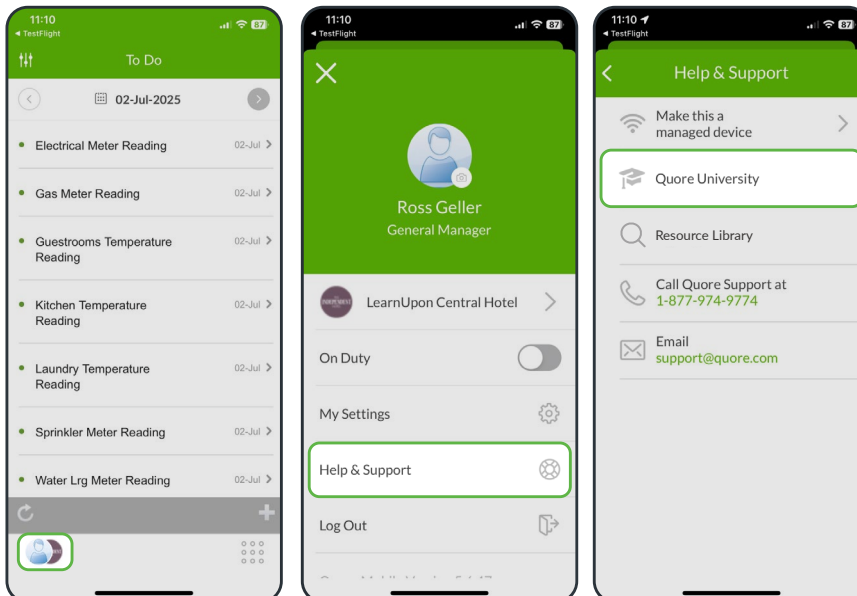 11:10
87
◄ TestFlight
To Do
02-Jul-2025
Electrical Meter Reading 02-Jul
Gas Meter Reading 02-Jul
Guestrooms Temperature 02-Jul
Reading
Kitchen Temperature 02-Jul
Reading
Laundry Temperature 02-Jul
Reading
Sprinkler Meter Reading 02-Jul
Water Lrg Meter Reading 02-Jul
11:10
87
◄ TestFlight
Ross Geller
General Manager
LearnUpon Central Hotel
On Duty
My Settings
Help & Support
Log Out
11:10
87
◄ TestFlight
Help & Support
Make this a
managed device
Quore University
Resource Library
Call Quore Support at
1-877-974-9774
Email
support@quore.com